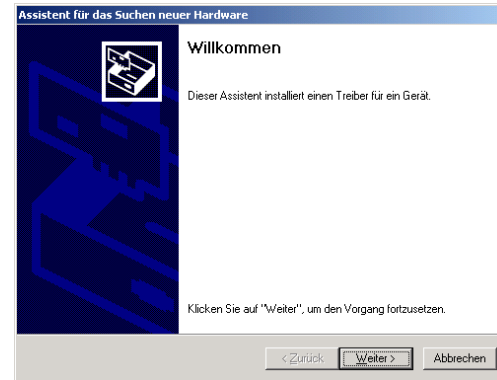 Assistent für das Suchen neuer Hardware
Willkommen
Dieser Assistent installiert einen Treiber für ein Gerät.
Klicken Sie auf "Weiter", um den Vorgang fortzusetzen.
< Zurück Weiter > Abbrechen